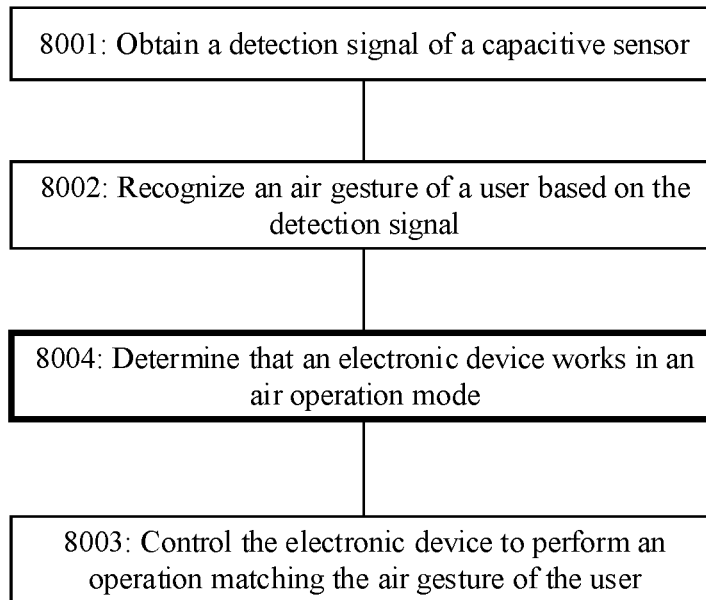 8001: Obtain a detection signal of a capacitive sensor
8002: Recognize an air gesture of a user based on the
detection signal
8004: Determine that an electronic device works in an
air operation mode
8003: Control the electronic device to perform an
operation matching the air gesture of the user